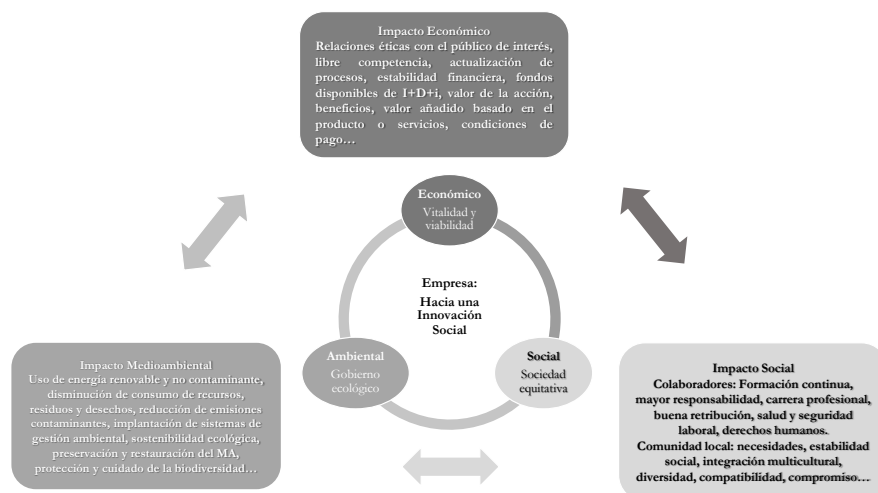 Impacto Económico
Relaciones éticas con el público de interés,
libre competencia, actualización de
procesos, estabilidad financiera, fondos
disponibles de I+D+i, valor de la acción,
beneficios, valor añadido basado en el
producto o servicios, condiciones de
pago…
Económico
Vitalidad y
viabilidad
Empresa:
Hacia una
Innovación
Social
Ambiental
Gobierno
ecológico
Social
Sociedad
equitativa
Impacto Medioambiental
Uso de energía renovable y no contaminante,
disminución de consumo de recursos,
residuos y desechos, reducción de emisiones
contaminantes, implantación de sistemas de
gestión ambiental, sostenibilidad ecológica,
preservación y restauración del MA,
protección y cuidado de la biodiversidad…
Impacto Social
Colaboradores: Formación continua,
mayor responsabilidad, carrera profesional,
buena retribución, salud y seguridad
laboral, derechos humanos.
Comunidad local: necesidades, estabilidad
social, integración multicultural,
diversidad, compatibilidad, compromiso…